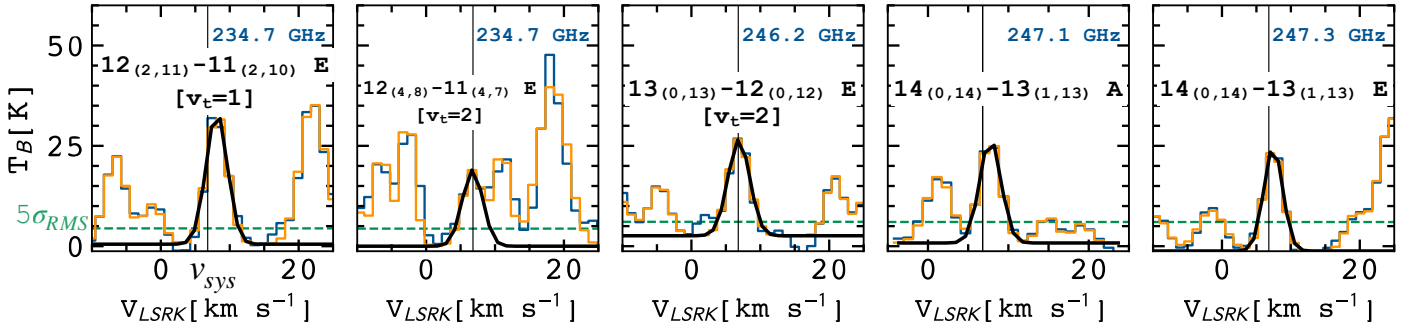 234.7 GHz
12(2,11)−11(2,10) E
[vt=1]
234.7 GHz
12(4,8)−11(4,7) E
[vt=2]
246.2 GHz
13(0,13)−12(0,12) E
[vt=2]
247.1 GHz
14(0,14)−13(1,13) A
247.3 GHz
14(0,14)−13(1,13) E
TB[K]
50
25
0
5σRMS
0 20
0 20
0 20
0 20
0 20
vsys
VLSRK[km s−1]
VLSRK[km s−1]
VLSRK[km s−1]
VLSRK[km s−1]
VLSRK[km s−1]